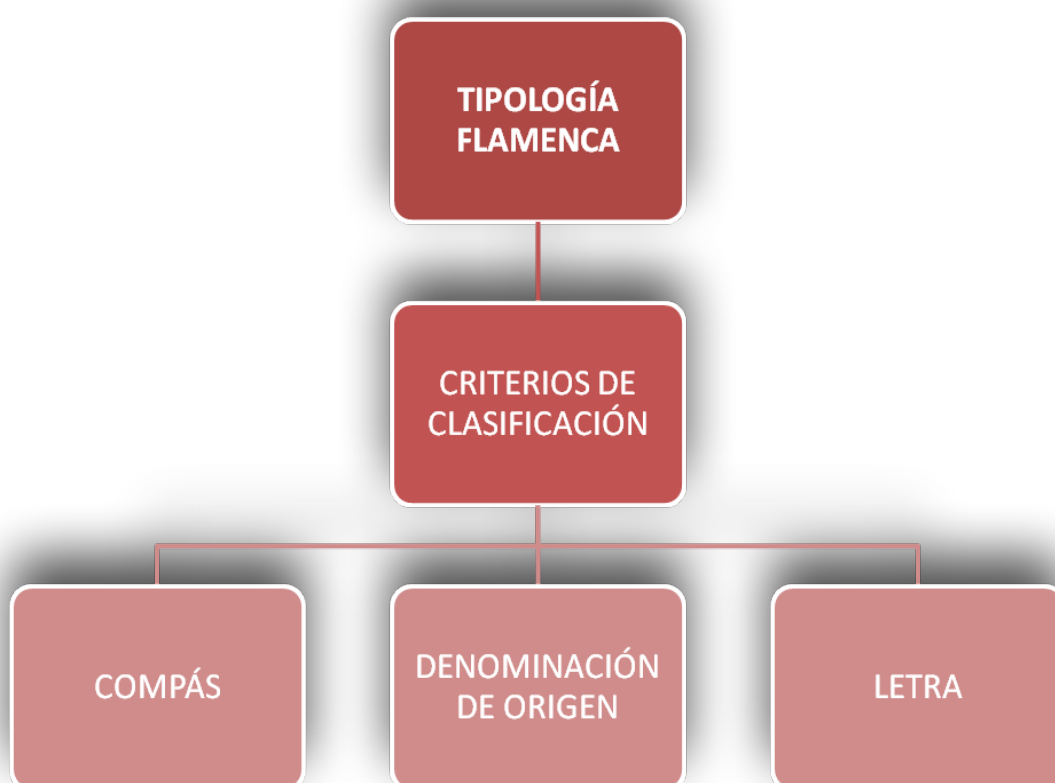 TIPOLOGÍA
FLAMENCA
CRITERIOS DE
CLASIFICACIÓN
COMPÁS
DENOMINACIÓN
DE ORIGEN
LETRA